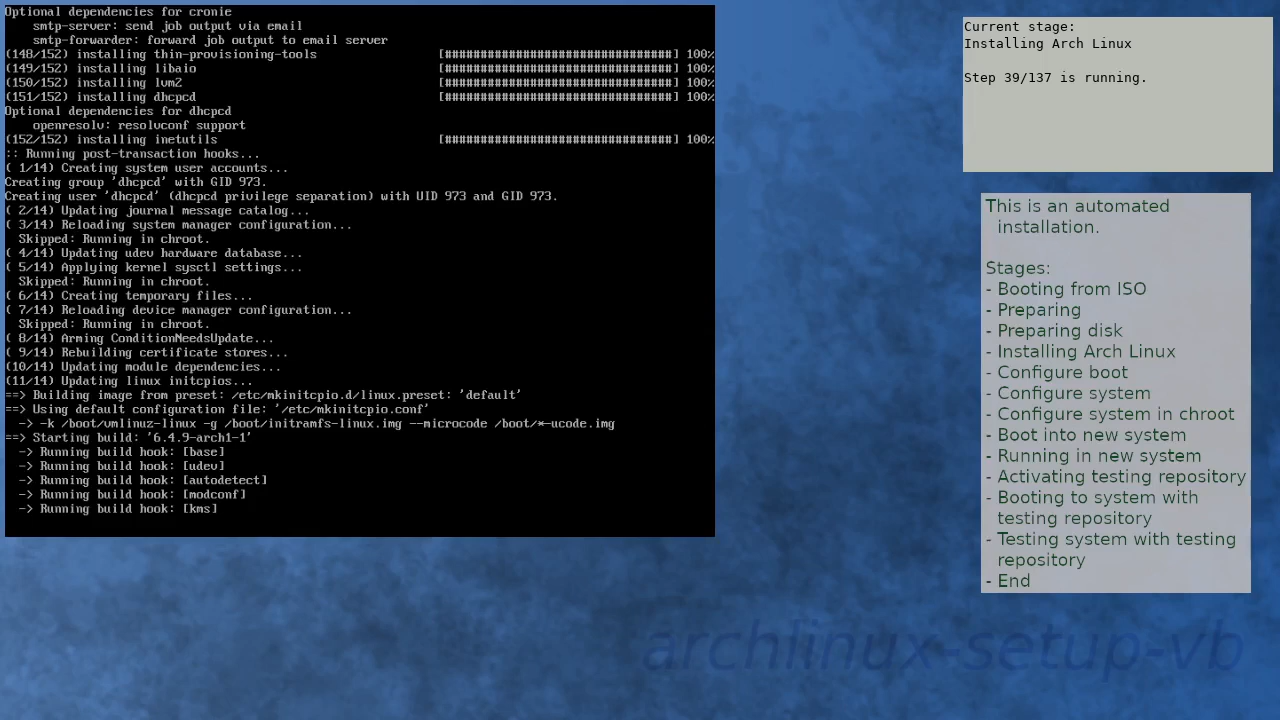 Optional dependencies for cronie
    smtp-server: send job output via email
    smtp-forwarder: forward job output to email server
(148/152) installing thin-provisioning-tools [################################] 100%
(149/152) installing libaio [################################] 100%
(150/152) installing lvm2 [################################] 100%
(151/152) installing dhcpcd [################################] 100%
Optional dependencies for dhcpcd
    openresolv: resolvconf support
(152/152) installing inetutils [################################] 100%
:: Running post-transaction hooks...
( 1/14) Creating system user accounts...
Creating group 'dhcpcd' with GID 973.
Creating user 'dhcpcd' (dhcpcd privilege separation) with UID 973 and GID 973.
( 2/14) Updating journal message catalog...
( 3/14) Reloading system manager configuration...
  Skipped: Running in chroot.
( 4/14) Updating udev hardware database...
( 5/14) Applying kernel sysctl settings...
  Skipped: Running in chroot.
( 6/14) Creating temporary files...
( 7/14) Reloading device manager configuration...
  Skipped: Running in chroot.
( 8/14) Arming ConditionNeedsUpdate...
( 9/14) Rebuilding certificate stores...
(10/14) Updating module dependencies...
(11/14) Updating linux initcpios...
==> Building image from preset: /etc/mkinitcpio.d/linux.preset: 'default'
==> Using default configuration file: '/etc/mkinitcpio.conf'
  -> -k /boot/vmlinuz-linux -g /boot/initramfs-linux.img --microcode /boot/*-ucode.img
==> Starting build: '6.4.9-arch1-1'
  -> Running build hook: [base]
  -> Running build hook: [udev]
  -> Running build hook: [autodetect]
  -> Running build hook: [modconf]
  -> Running build hook: [kms]
Current stage:
Installing Arch Linux
Step 39/137 is running.
This is an automated
installation.
Stages:
- Booting from ISO
- Preparing
- Preparing disk
- Installing Arch Linux
- Configure boot
- Configure system
- Configure system in chroot
- Boot into new system
- Running in new system
- Activating testing repository
- Booting to system with
testing repository
- Testing system with testing
repository
- End
archlinux-setup-vb